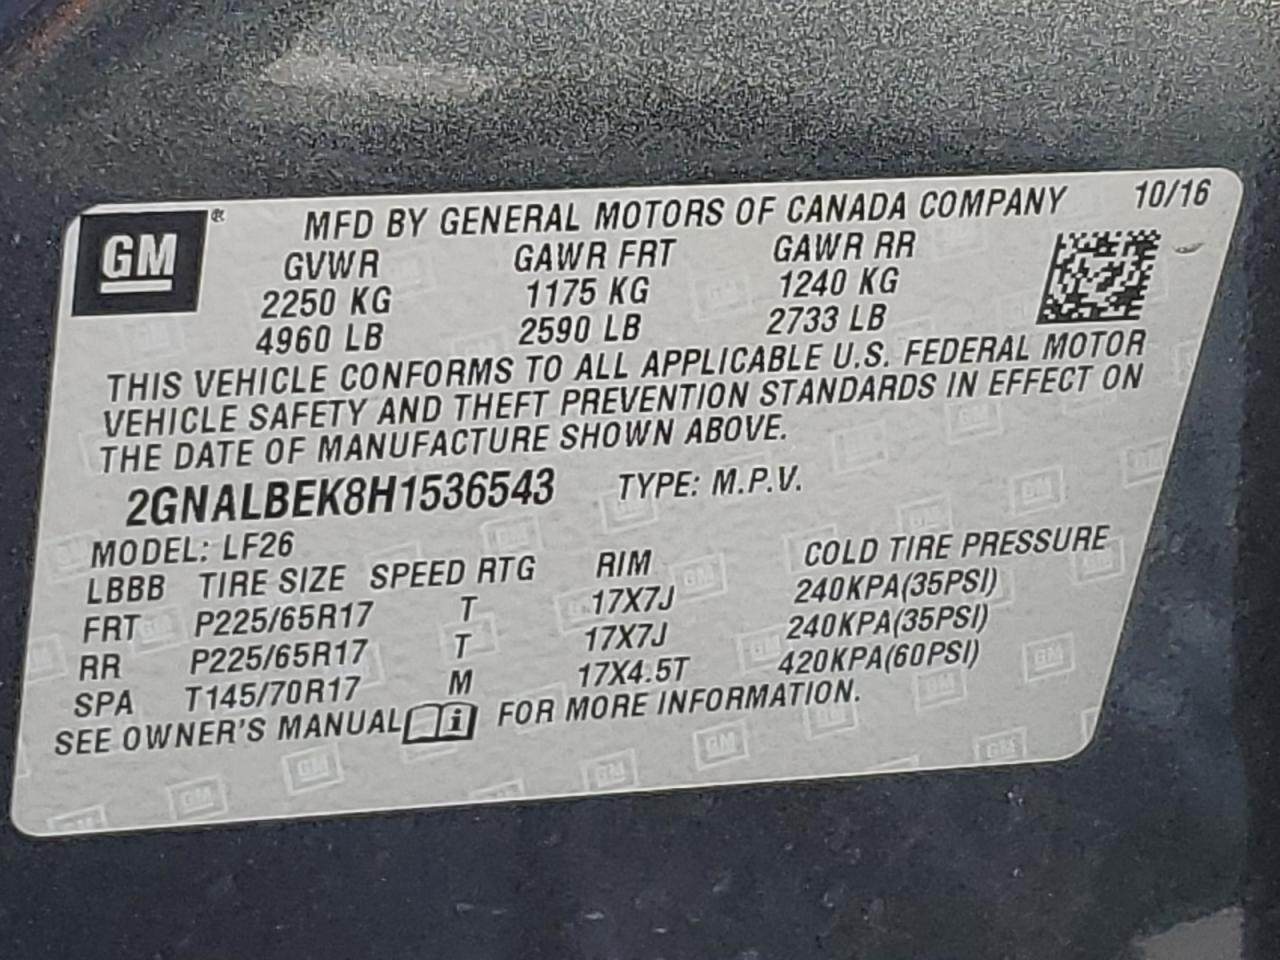 GM ® MFD BY GENERAL MOTORS OF CANADA COMPANY 10/16
GVWR GAWR FRT GAWR RR
2250 KG 1175 KG 1240 KG
4960 LB 2590 LB 2733 LB
THIS VEHICLE CONFORMS TO ALL APPLICABLE U.S. FEDERAL MOTOR
VEHICLE SAFETY AND THEFT PREVENTION STANDARDS IN EFFECT ON
THE DATE OF MANUFACTURE SHOWN ABOVE.
2GNALBEK8H1536543 TYPE: M.P.V.
MODEL: LF26
LBBB TIRE SIZE SPEED RTG RIM COLD TIRE PRESSURE
FRT P225/65R17 T 17X7J 240KPA(35PSI)
RR P225/65R17 T 17X7J 240KPA(35PSI)
SPA T145/70R17 M 17X4.5T 420KPA(60PSI)
SEE OWNER'S MANUAL i FOR MORE INFORMATION.